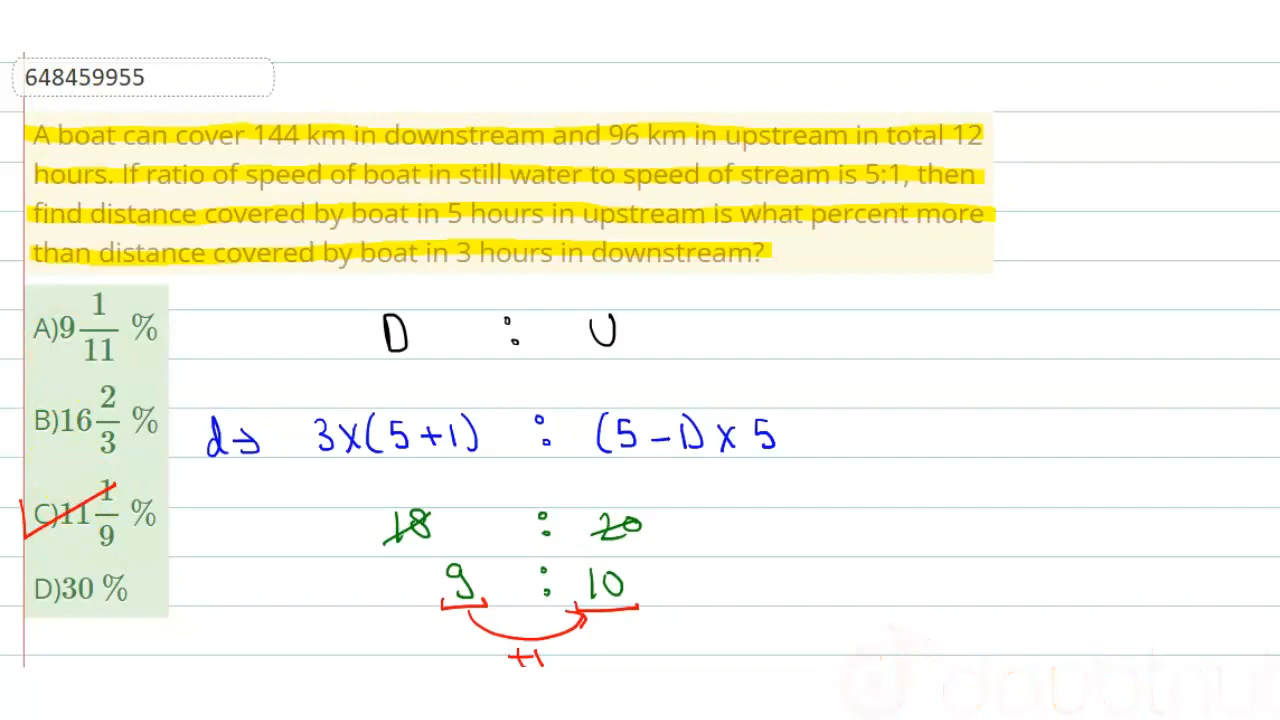 648459955
A boat can cover 144 km in downstream and 96 km in upstream in total 12
hours. If ratio of speed of boat in still water to speed of stream is 5:1, then
find distance covered by boat in 5 hours in upstream is what percent more
than distance covered by boat in 3 hours in downstream?
A)9 1/11 %
B)16 2/3 %
C)11 1/9 %
D)30 %
D : U
d→ 3×(5+1) : (5-1)×5
18 : 20
9 : 10
+1
doubtnut